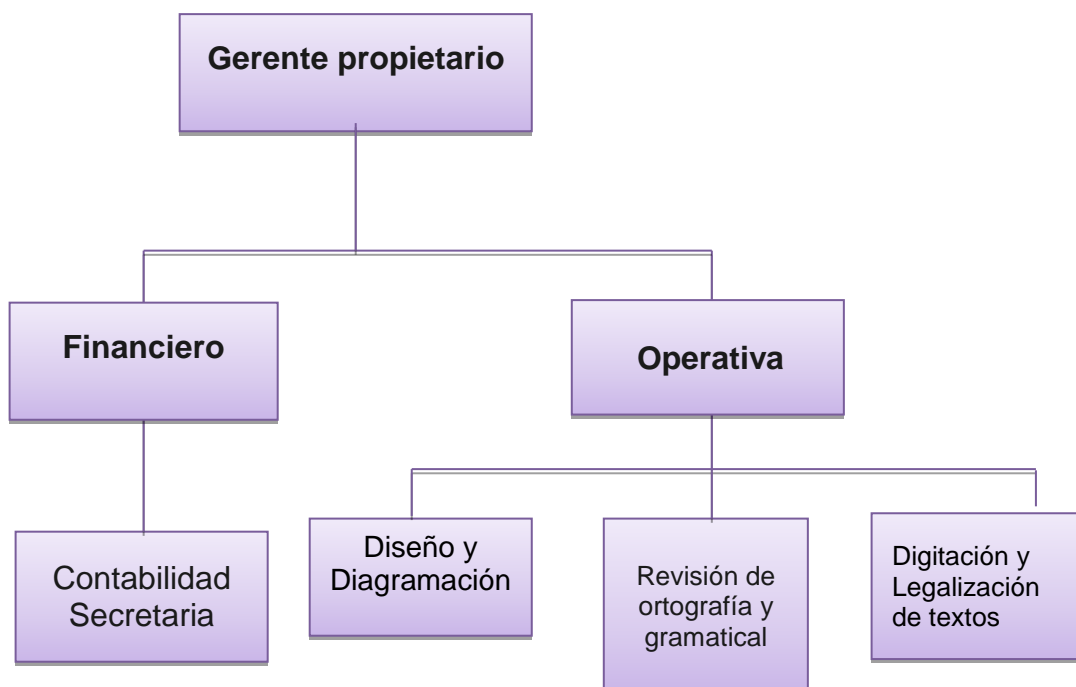 Gerente propietario
Financiero
Operativa
Contabilidad
Secretaria
Diseño y
Diagramación
Revisión de
ortografía y
gramatical
Digitación y
Legalización
de textos